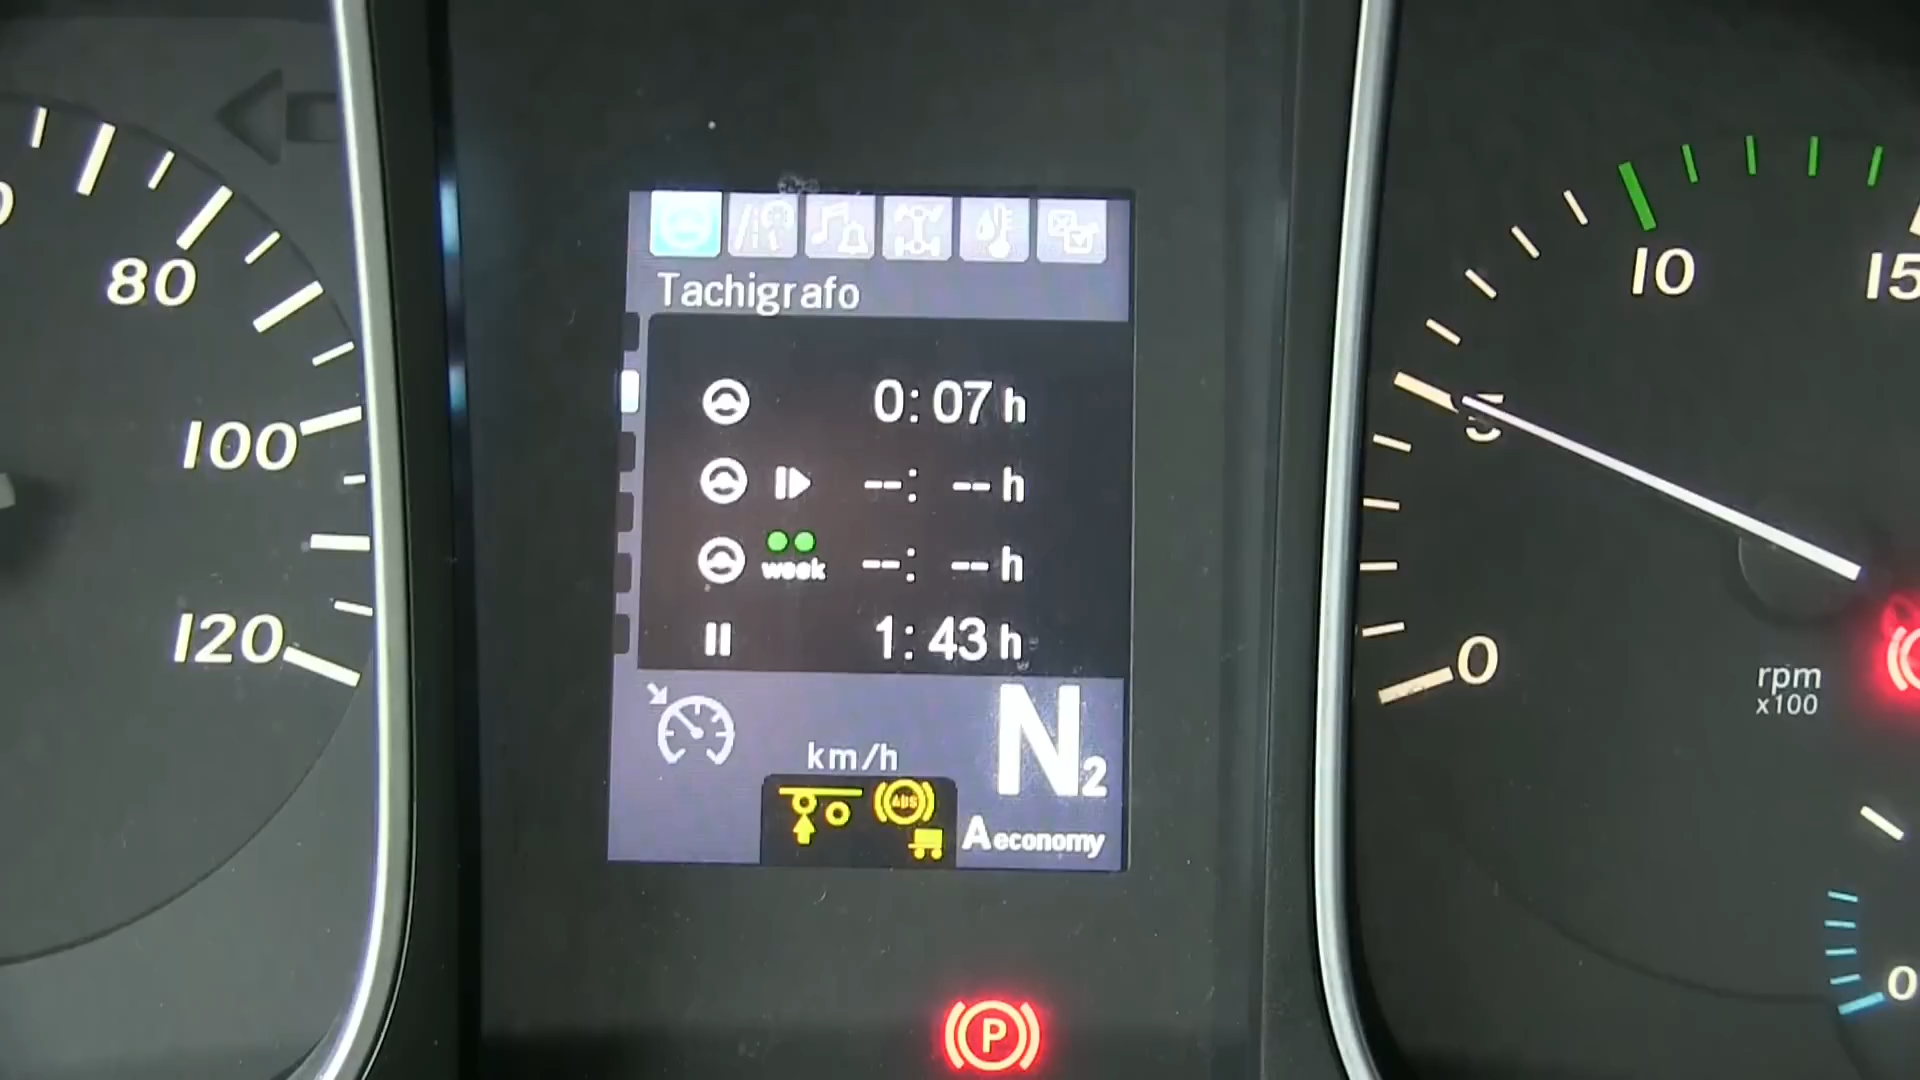 80
100
120
Tachigrafo
0:07 h
--: -- h
week --: -- h
1:43 h
km/h
N2
ABS
A economy
P
0
5
10
15
rpm
x100
0